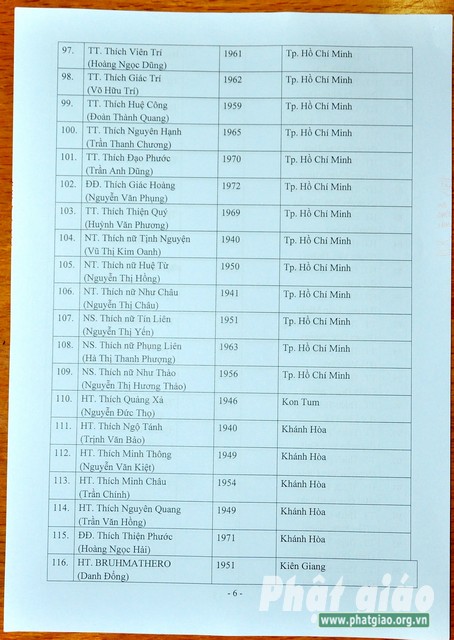 97. TT. Thích Viên Trí 1961 Tp. Hồ Chí Minh
(Hoàng Ngọc Dũng)
98. TT. Thích Giác Trí 1962 Tp. Hồ Chí Minh
(Võ Hữu Trí)
99. TT. Thích Huệ Công 1959 Tp. Hồ Chí Minh
(Đoàn Thành Quang)
100. TT. Thích Nguyên Hạnh 1965 Tp. Hồ Chí Minh
(Trần Thanh Chương)
101. TT. Thích Đạo Phước 1970 Tp. Hồ Chí Minh
(Trần Anh Dũng)
102. ĐĐ. Thích Giác Hoàng 1972 Tp. Hồ Chí Minh
(Nguyễn Văn Phụng)
103. TT. Thích Thiện Quý 1969 Tp. Hồ Chí Minh
(Huỳnh Văn Phương)
104. NT. Thích nữ Tịnh Nguyện 1940 Tp. Hồ Chí Minh
(Vũ Thị Kim Oanh)
105. NT. Thích nữ Huệ Từ 1950 Tp. Hồ Chí Minh
(Nguyễn Thị Hồng)
106. NT. Thích nữ Như Châu 1941 Tp. Hồ Chí Minh
(Nguyễn Thị Châu)
107. NS. Thích nữ Tín Liên 1951 Tp. Hồ Chí Minh
(Nguyễn Thị Yến)
108. NS. Thích nữ Phụng Liên 1963 Tp. Hồ Chí Minh
(Hà Thị Thanh Phượng)
109. NS. Thích nữ Như Thảo 1956 Tp. Hồ Chí Minh
(Nguyễn Thị Hương Thảo)
110. HT. Thích Quảng Xả 1946 Kon Tum
(Nguyễn Đức Thọ)
111. HT. Thích Ngộ Tánh 1940 Khánh Hòa
(Trịnh Văn Bảo)
112. HT. Thích Minh Thông 1949 Khánh Hòa
(Nguyễn Văn Kiệt)
113. HT. Thích Minh Châu 1954 Khánh Hòa
(Trần Chính)
114. HT. Thích Nguyên Quang 1949 Khánh Hòa
(Trần Văn Hồng)
115. ĐĐ. Thích Thiện Phước 1971 Khánh Hòa
(Hoàng Ngọc Hải)
116. HT. BRUHMATHERO 1951 Kiên Giang
(Danh Đổng)
- 6 -
Phật giáo
www.phatgiao.org.vn